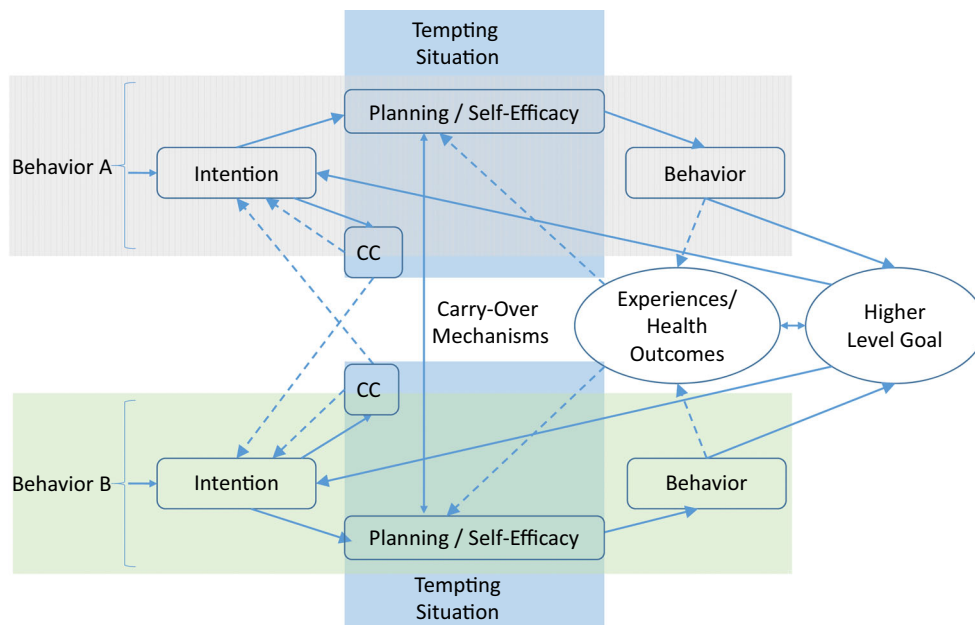 Tempting
Situation
Planning / Self-Efficacy
Behavior A
Intention
Behavior
CC
Carry-Over
Mechanisms
Experiences/
Health
Outcomes
Higher
Level Goal
CC
Behavior B
Intention
Behavior
Planning / Self-Efficacy
Tempting
Situation